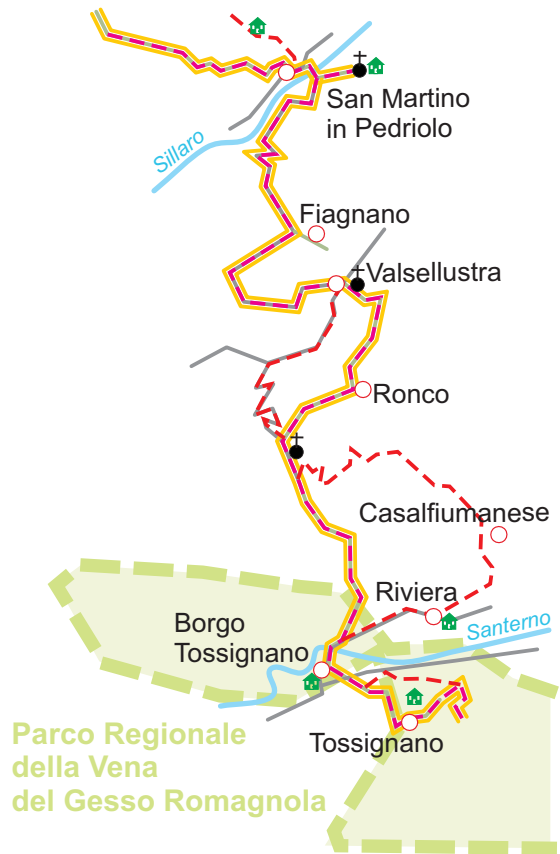 San Martino
in Pedriolo
Sillaro
Fiagnano
Valsellustra
Ronco
Casalfiumanese
Riviera
Santerno
Borgo
Tossignano
Tossignano
Parco Regionale
della Vena
del Gesso Romagnola